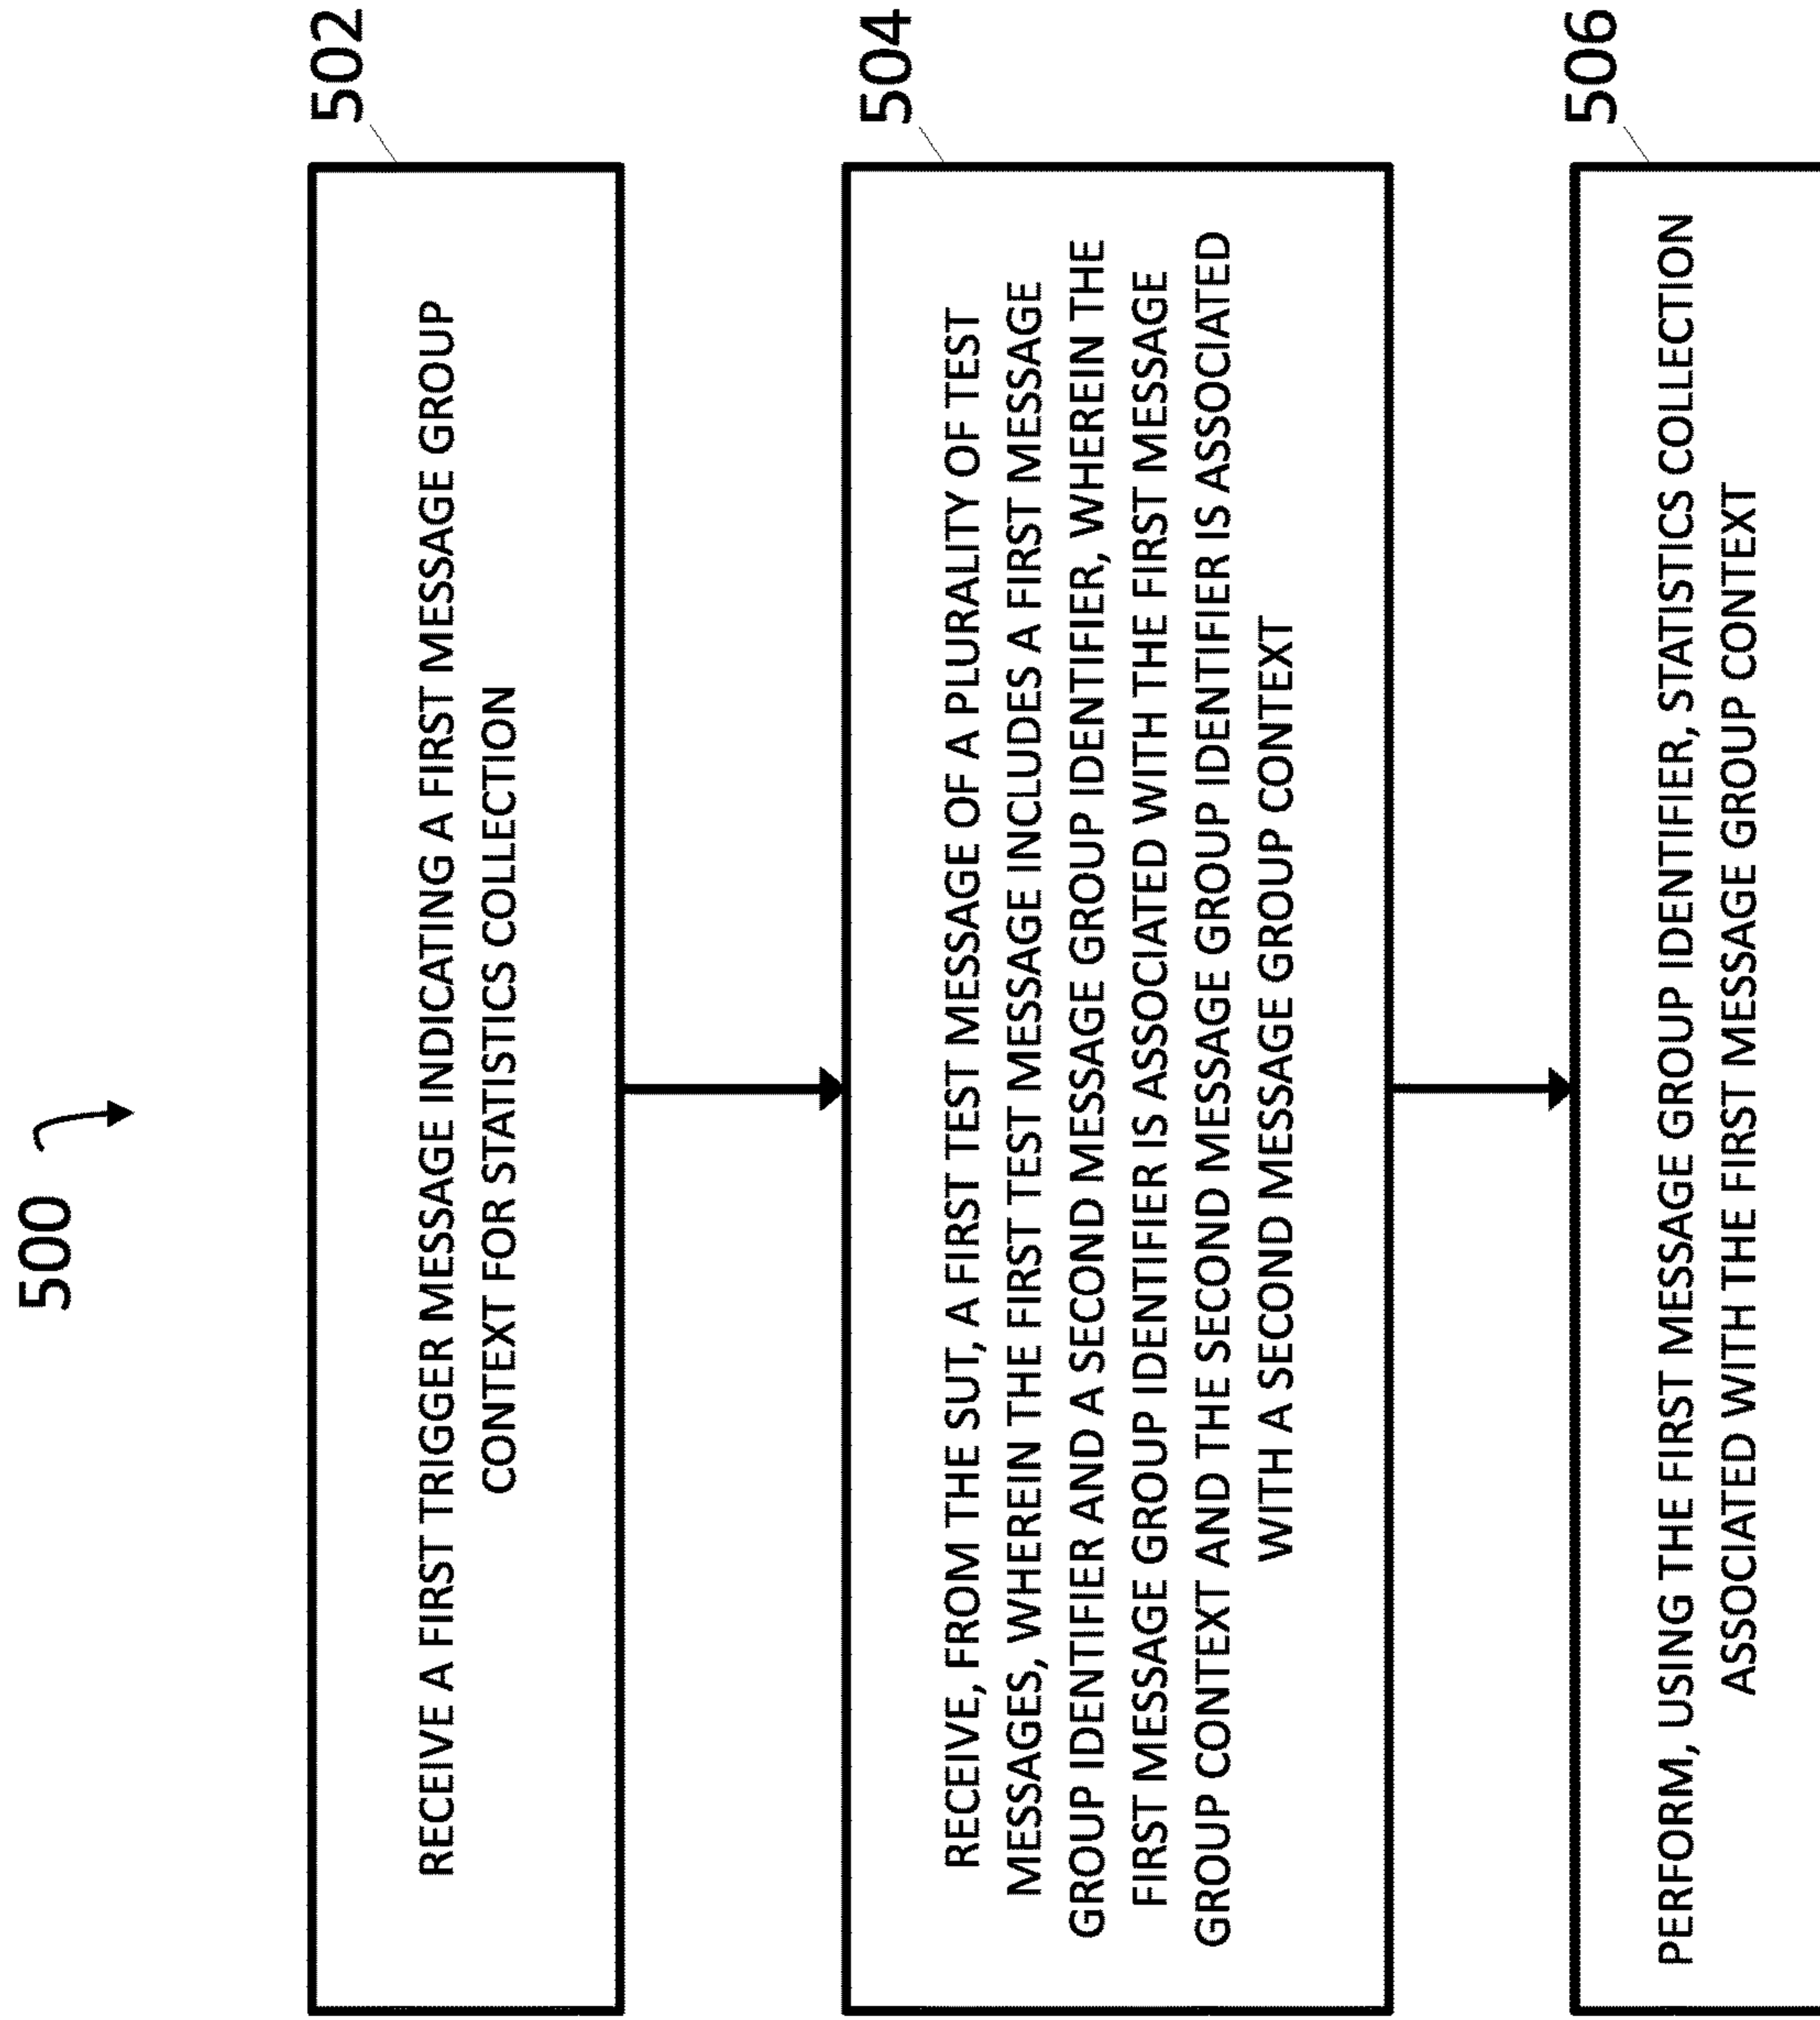 500
502
RECEIVE A FIRST TRIGGER MESSAGE INDICATING A FIRST MESSAGE GROUP
CONTEXT FOR STATISTICS COLLECTION
504
RECEIVE, FROM THE SUT, A FIRST TEST MESSAGE OF A PLURALITY OF TEST
MESSAGES, WHEREIN THE FIRST TEST MESSAGE INCLUDES A FIRST MESSAGE
GROUP IDENTIFIER AND A SECOND MESSAGE GROUP IDENTIFIER, WHEREIN THE
FIRST MESSAGE GROUP IDENTIFIER IS ASSOCIATED WITH THE FIRST MESSAGE
GROUP CONTEXT AND THE SECOND MESSAGE GROUP IDENTIFIER IS ASSOCIATED
WITH A SECOND MESSAGE GROUP CONTEXT
506
PERFORM, USING THE FIRST MESSAGE GROUP IDENTIFIER, STATISTICS COLLECTION
ASSOCIATED WITH THE FIRST MESSAGE GROUP CONTEXT